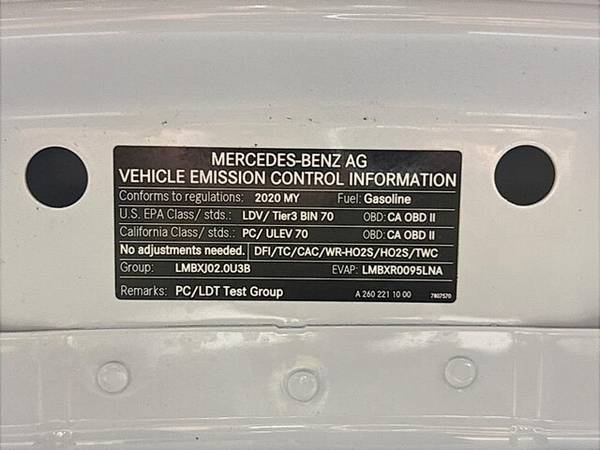 MERCEDES-BENZ AG
VEHICLE EMISSION CONTROL INFORMATION
Conforms to regulations: 2020 MY Fuel: Gasoline
U.S. EPA Class/ stds.: LDV/ Tier3 BIN 70 OBD: CA OBD II
California Class/ stds.: PC/ ULEV 70 OBD: CA OBD II
No adjustments needed. DFI/TC/CAC/WR-HO2S/HO2S/TWC
Group: LMBXJ02.0U3B EVAP: LMBXR0095LNA
Remarks: PC/LDT Test Group A 260 221 10 00 7807570